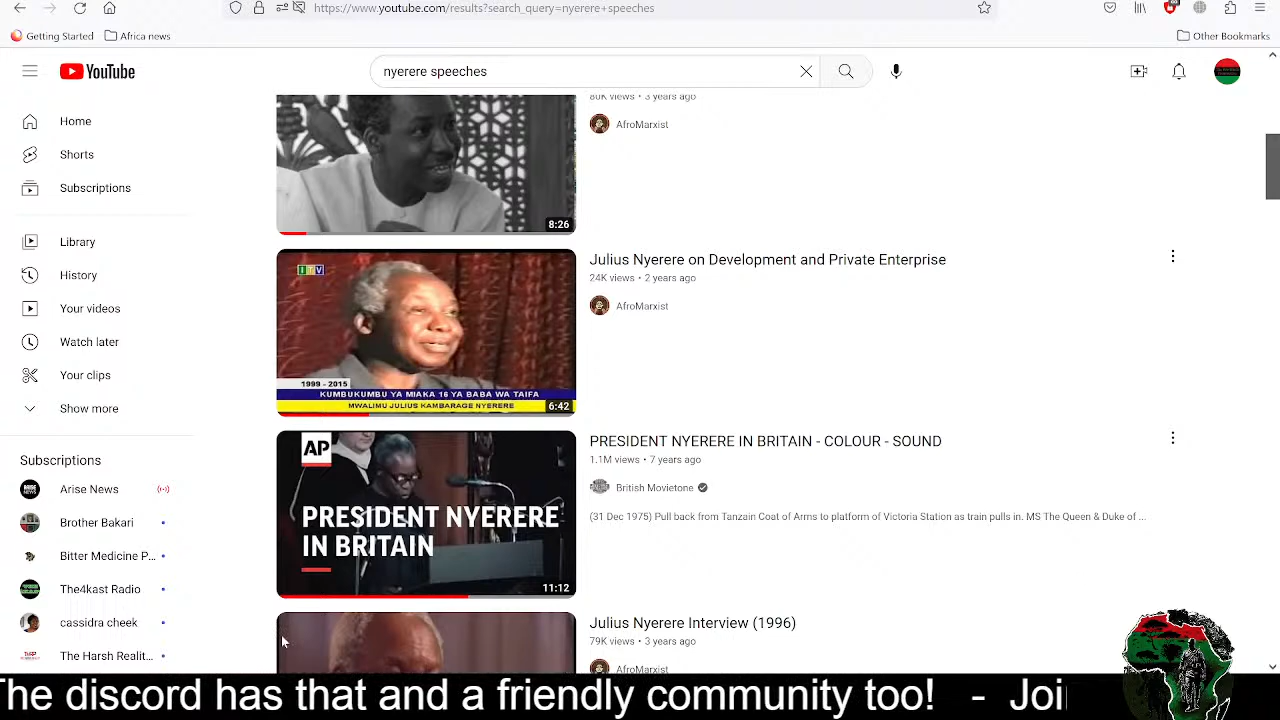 https://www.youtube.com/results?search_query=nyerere+speeches
Getting Started
Africa news
Other Bookmarks
YouTube
nyerere speeches
Home
Shorts
Subscriptions
Library
History
Your videos
Watch later
Your clips
Show more
Subscriptions
Arise News
Brother Bakari
Bitter Medicine P...
The4kast Radio
cassidra cheek
The Harsh Realit...
80K views • 3 years ago
AfroMarxist
8:26
Julius Nyerere on Development and Private Enterprise
24K views • 2 years ago
AfroMarxist
ITV
1999 - 2015
KUMBUKUMBU YA MIAKA 16 YA BABA WA TAIFA
MWALIMU JULIUS KAMBARAGE NYERERE
6:42
PRESIDENT NYERERE IN BRITAIN - COLOUR - SOUND
1.1M views • 7 years ago
British Movietone
(31 Dec 1975) Pull back from Tanzain Coat of Arms to platform of Victoria Station as train pulls in. MS The Queen & Duke of ...
AP
PRESIDENT NYERERE
IN BRITAIN
11:12
Julius Nyerere Interview (1996)
79K views • 3 years ago
AfroMarxist
The discord has that and a friendly community too! - Joi